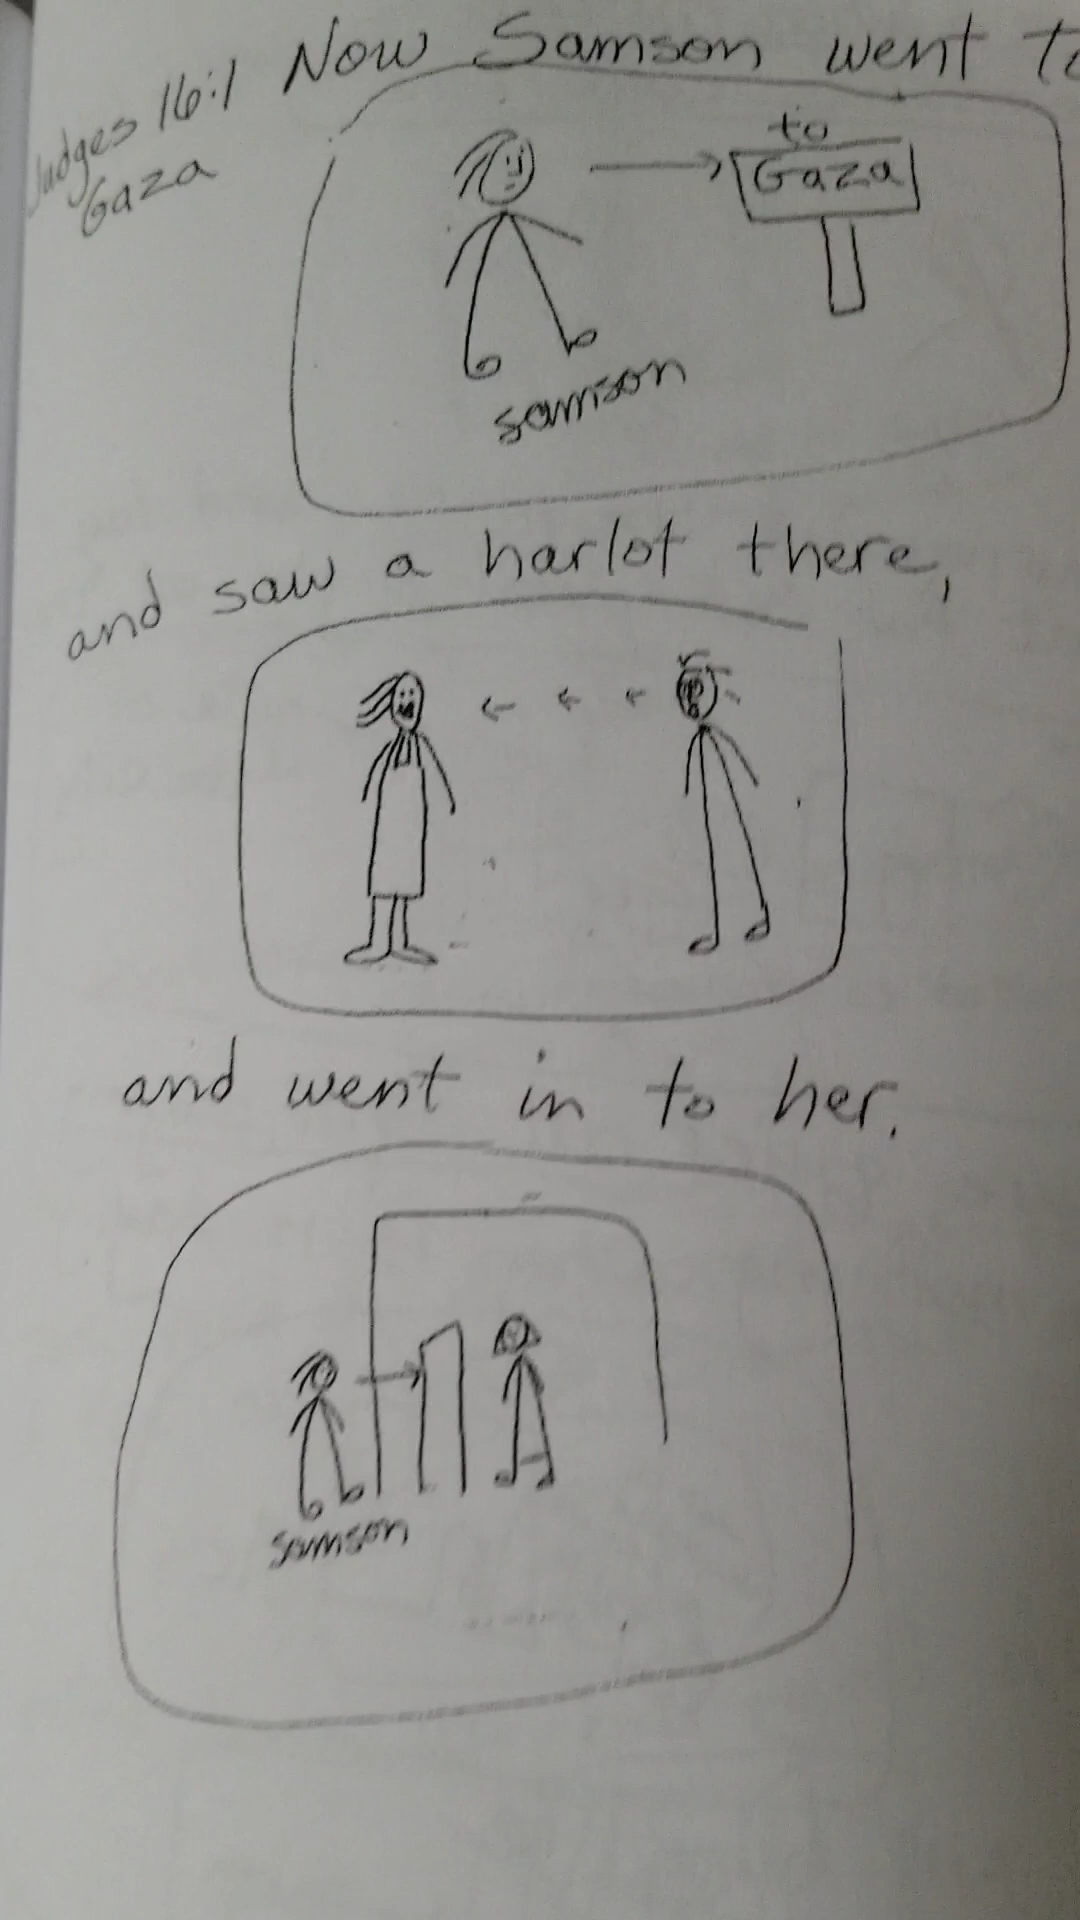 Judges 16:1 Now Samson went to
Gaza
to
Gaza
samson
and saw a harlot there,
and went in to her.
samson